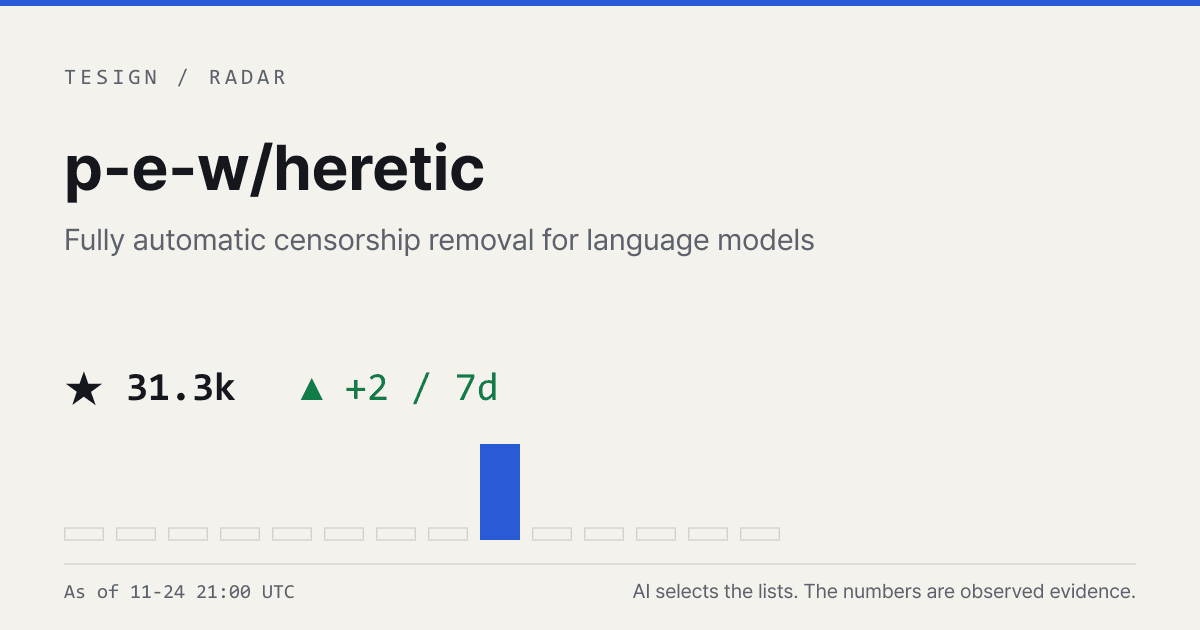 TESIGN / RADAR
p-e-w/heretic
Fully automatic censorship removal for language models
★ 31.3k ▲ +2 / 7d
As of 11-24 21:00 UTC
AI selects the lists. The numbers are observed evidence.